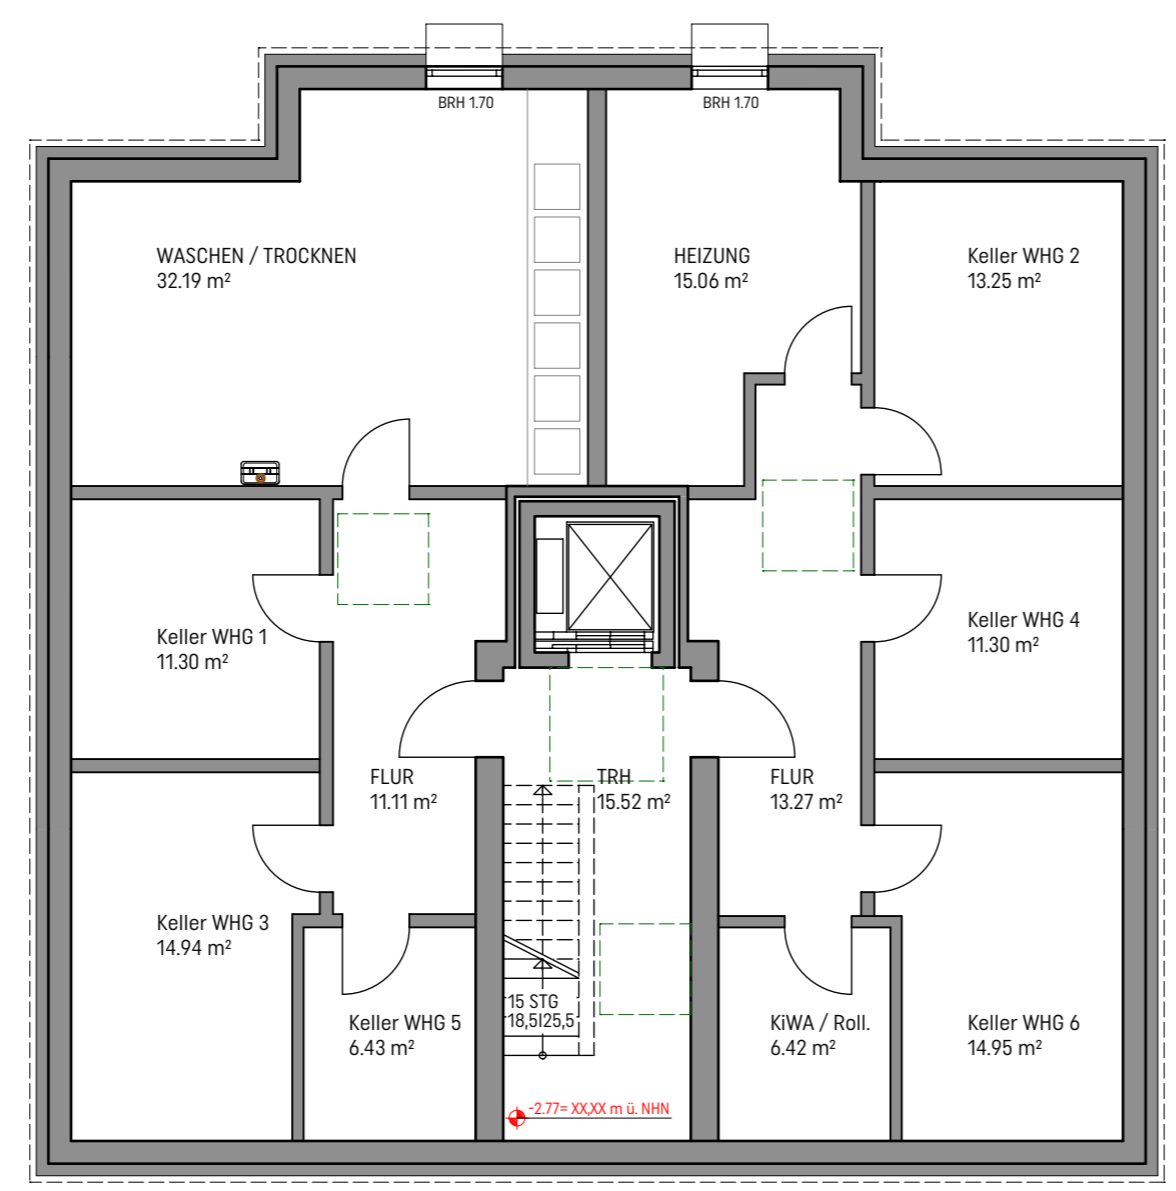 BRH 1.70
BRH 1.70
WASCHEN / TROCKNEN
32.19 m²
HEIZUNG
15.06 m²
Keller WHG 2
13.25 m²
Keller WHG 1
11.30 m²
Keller WHG 4
11.30 m²
FLUR
11.11 m²
TRH
15.52 m²
FLUR
13.27 m²
Keller WHG 3
14.94 m²
15 STG
18,5|25,5
Keller WHG 5
6.43 m²
KiWA / Roll.
6.42 m²
Keller WHG 6
14.95 m²
-2.77= XX,XX m ü. NHN